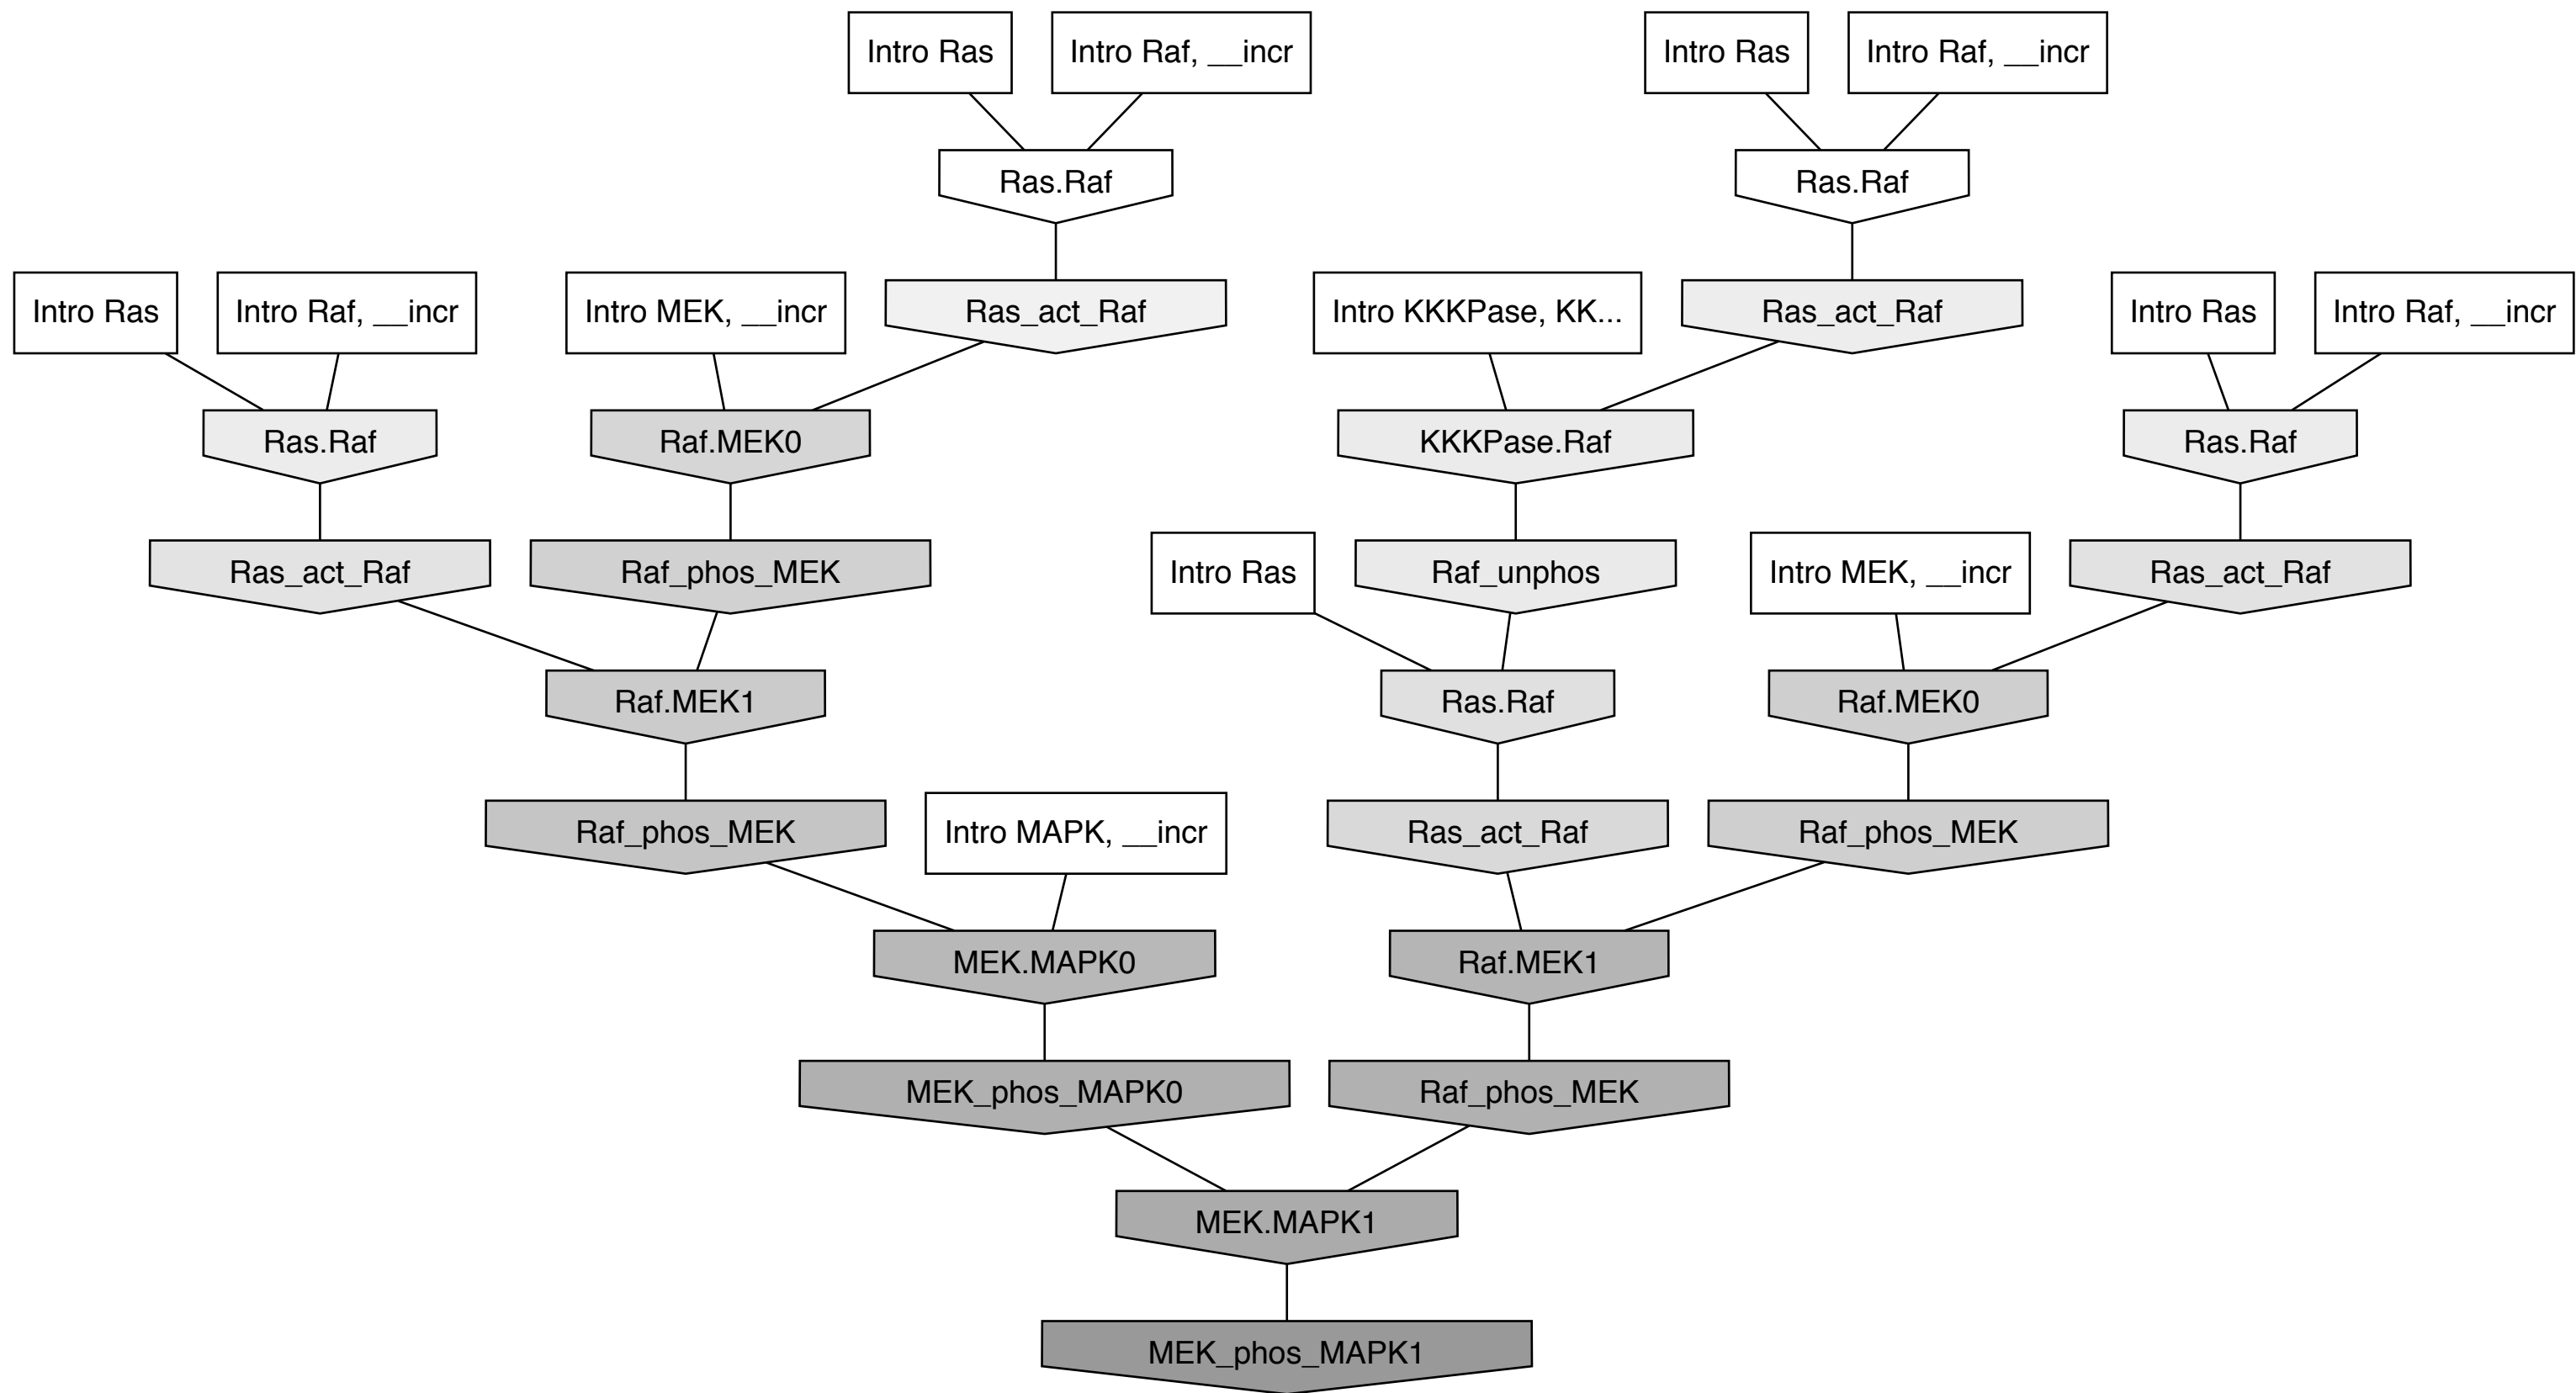 Intro Ras
Intro Raf, __incr
Intro Ras
Intro Raf, __incr
Ras.Raf
Ras.Raf
Intro Ras
Intro Raf, __incr
Intro MEK, __incr
Ras_act_Raf
Intro KKKPase, KK...
Ras_act_Raf
Intro Ras
Intro Raf, __incr
Ras.Raf
Raf.MEK0
KKKPase.Raf
Ras.Raf
Ras_act_Raf
Raf_phos_MEK
Intro Ras
Raf_unphos
Intro MEK, __incr
Ras_act_Raf
Raf.MEK1
Ras.Raf
Raf.MEK0
Raf_phos_MEK
Intro MAPK, __incr
Ras_act_Raf
Raf_phos_MEK
MEK.MAPK0
Raf.MEK1
MEK_phos_MAPK0
Raf_phos_MEK
MEK.MAPK1
MEK_phos_MAPK1